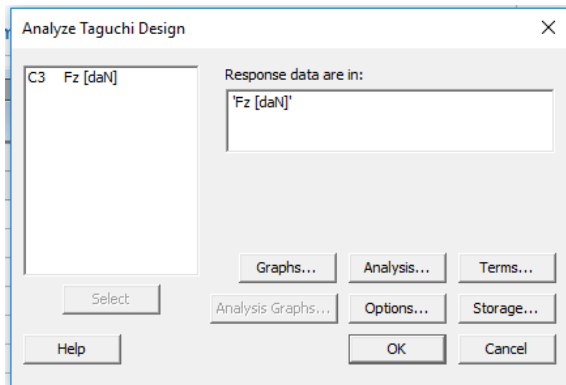 Analyze Taguchi Design
C3 Fz [daN]
Response data are in:
'Fz [daN]'
Graphs... Analysis... Terms...
Select
Analysis Graphs... Options... Storage...
Help OK Cancel